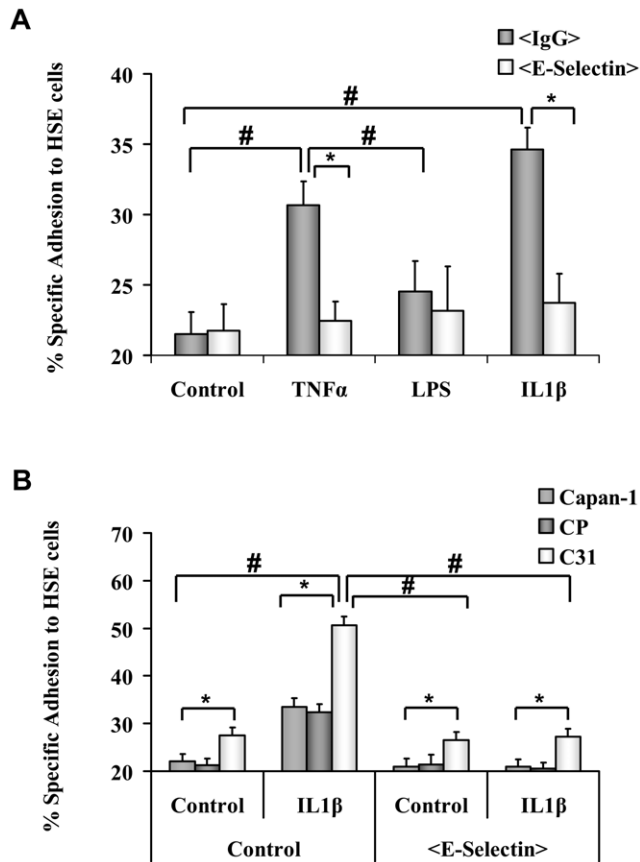 A
<IgG>
<E-Selectin>
% Specific Adhesion to HSE cells
40
35
30
25
20
#
*
#
*
#
Control TNFα LPS IL1β
B
Capan-1
CP
C31
% Specific Adhesion to HSE cells
70
60
50
40
30
20
#
*
#
#
*
*
*
Control IL1β Control IL1β
Control <E-Selectin>